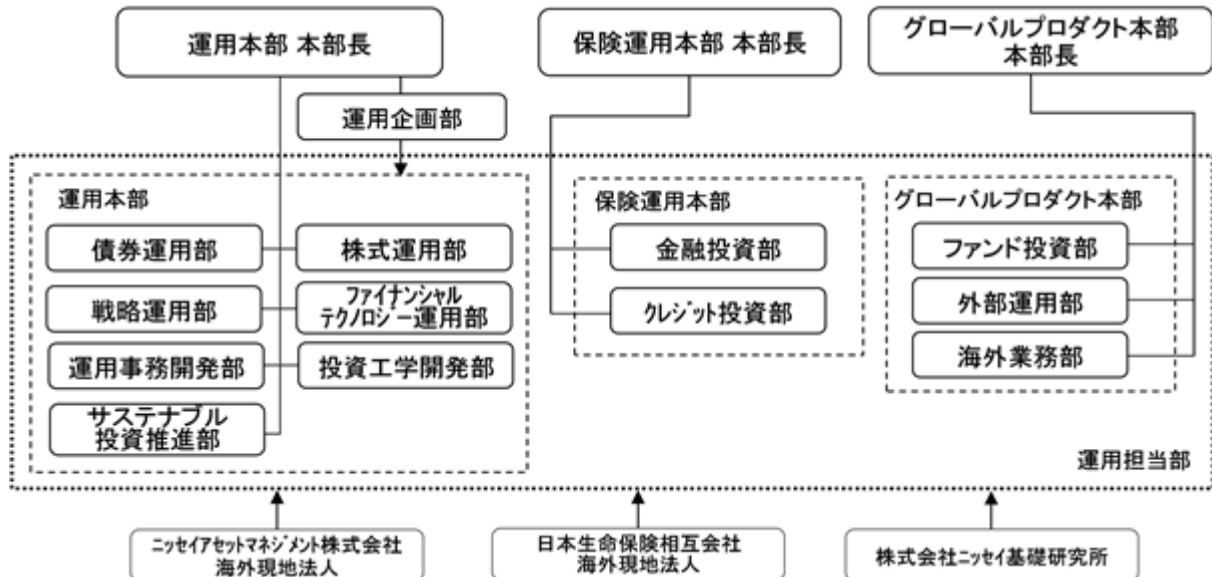 運用本部 本部長
保険運用本部 本部長
グローバルプロダクト本部
本部長
運用企画部
運用本部
債券運用部
株式運用部
戦略運用部
ファイナンシャル
テクノロジー運用部
運用事務開発部
投資工学開発部
サステナブル
投資推進部
保険運用本部
金融投資部
クレジット投資部
グローバルプロダクト本部
ファンド投資部
外部運用部
海外業務部
運用担当部
ニッセイアセットマネジメント株式会社
海外現地法人
日本生命保険相互会社
海外現地法人
株式会社ニッセイ基礎研究所